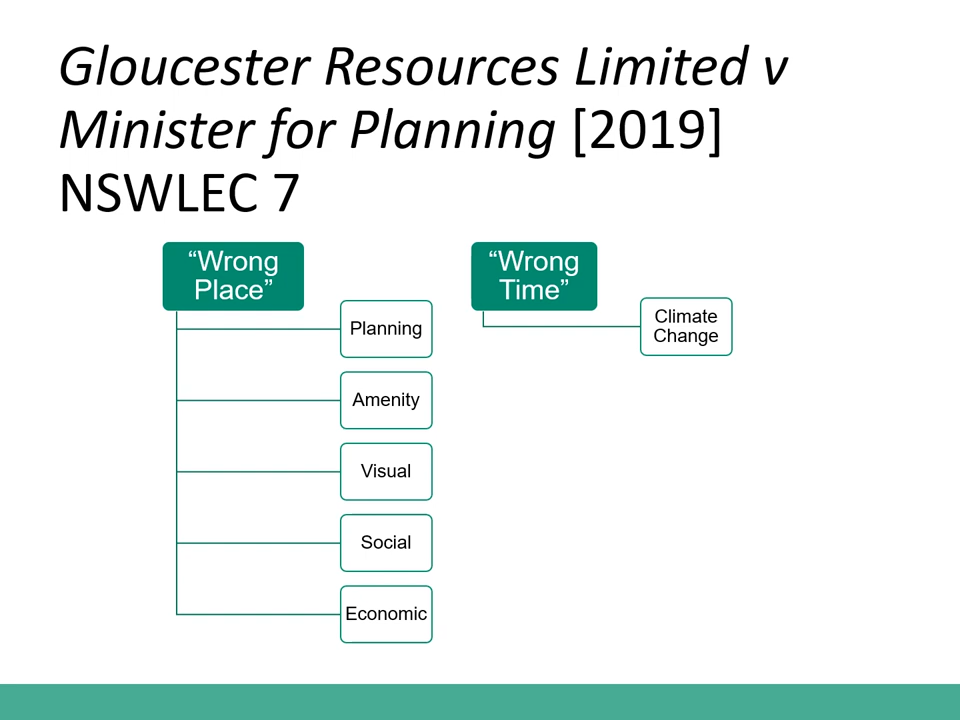 Gloucester Resources Limited v
Minister for Planning [2019]
NSWLEC 7
“Wrong
Place”
Planning
Amenity
Visual
Social
Economic
“Wrong
Time”
Climate
Change